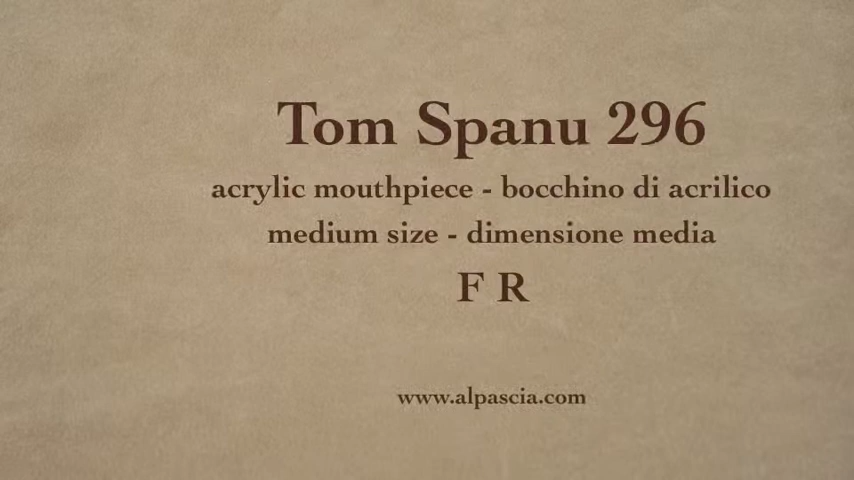 Tom Spanu 296
acrylic mouthpiece - bocchino di acrilico
medium size - dimensione media
F R
www.alpascia.com